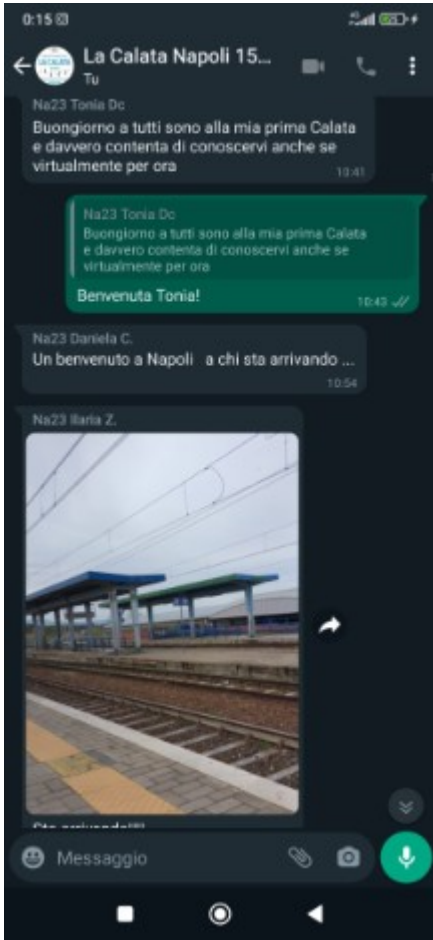 0:15
La Calata Napoli 15...
Tu
Na23 Tonia Dc
Buongiorno a tutti sono alla mia prima Calata
e davvero contenta di conoscervi anche se
virtualmente per ora
10:41
Na23 Tonia Dc
Buongiorno a tutti sono alla mia prima Calata
e davvero contenta di conoscervi anche se
virtualmente per ora
Benvenuta Tonia!
10:43
Na23 Daniela C.
Un benvenuto a Napoli a chi sta arrivando ...
10:54
Na23 Ilaria Z.
Messaggio